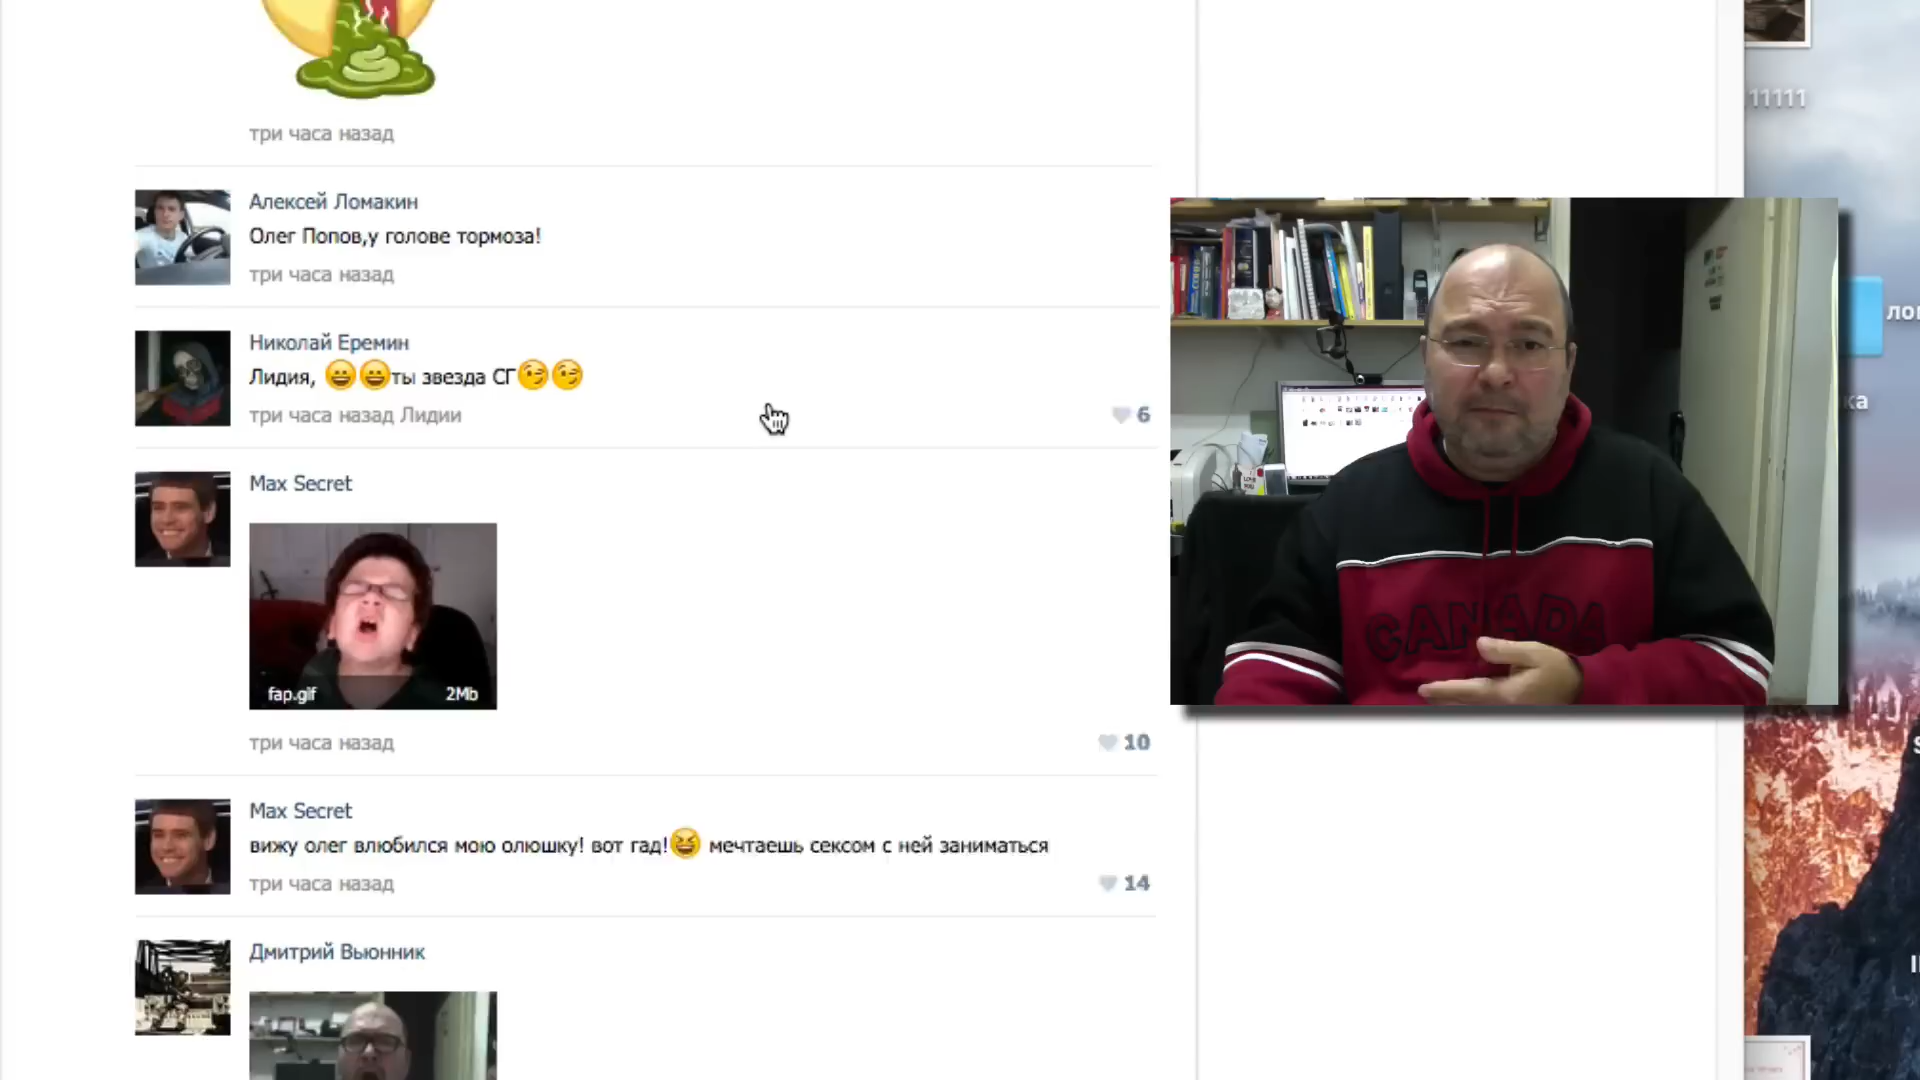 три часа назад
Алексей Ломакин
Олег Попов,у голове тормоза!
три часа назад
Николай Еремин
Лидия, ты звезда СГ
три часа назад Лидии
6
Max Secret
fap.gif
2Mb
три часа назад
10
Max Secret
вижу олег влюбился мою олюшку! вот гад! мечтаешь сексом с ней заниматься
три часа назад
14
Дмитрий Вьюнник
11111
CANADA